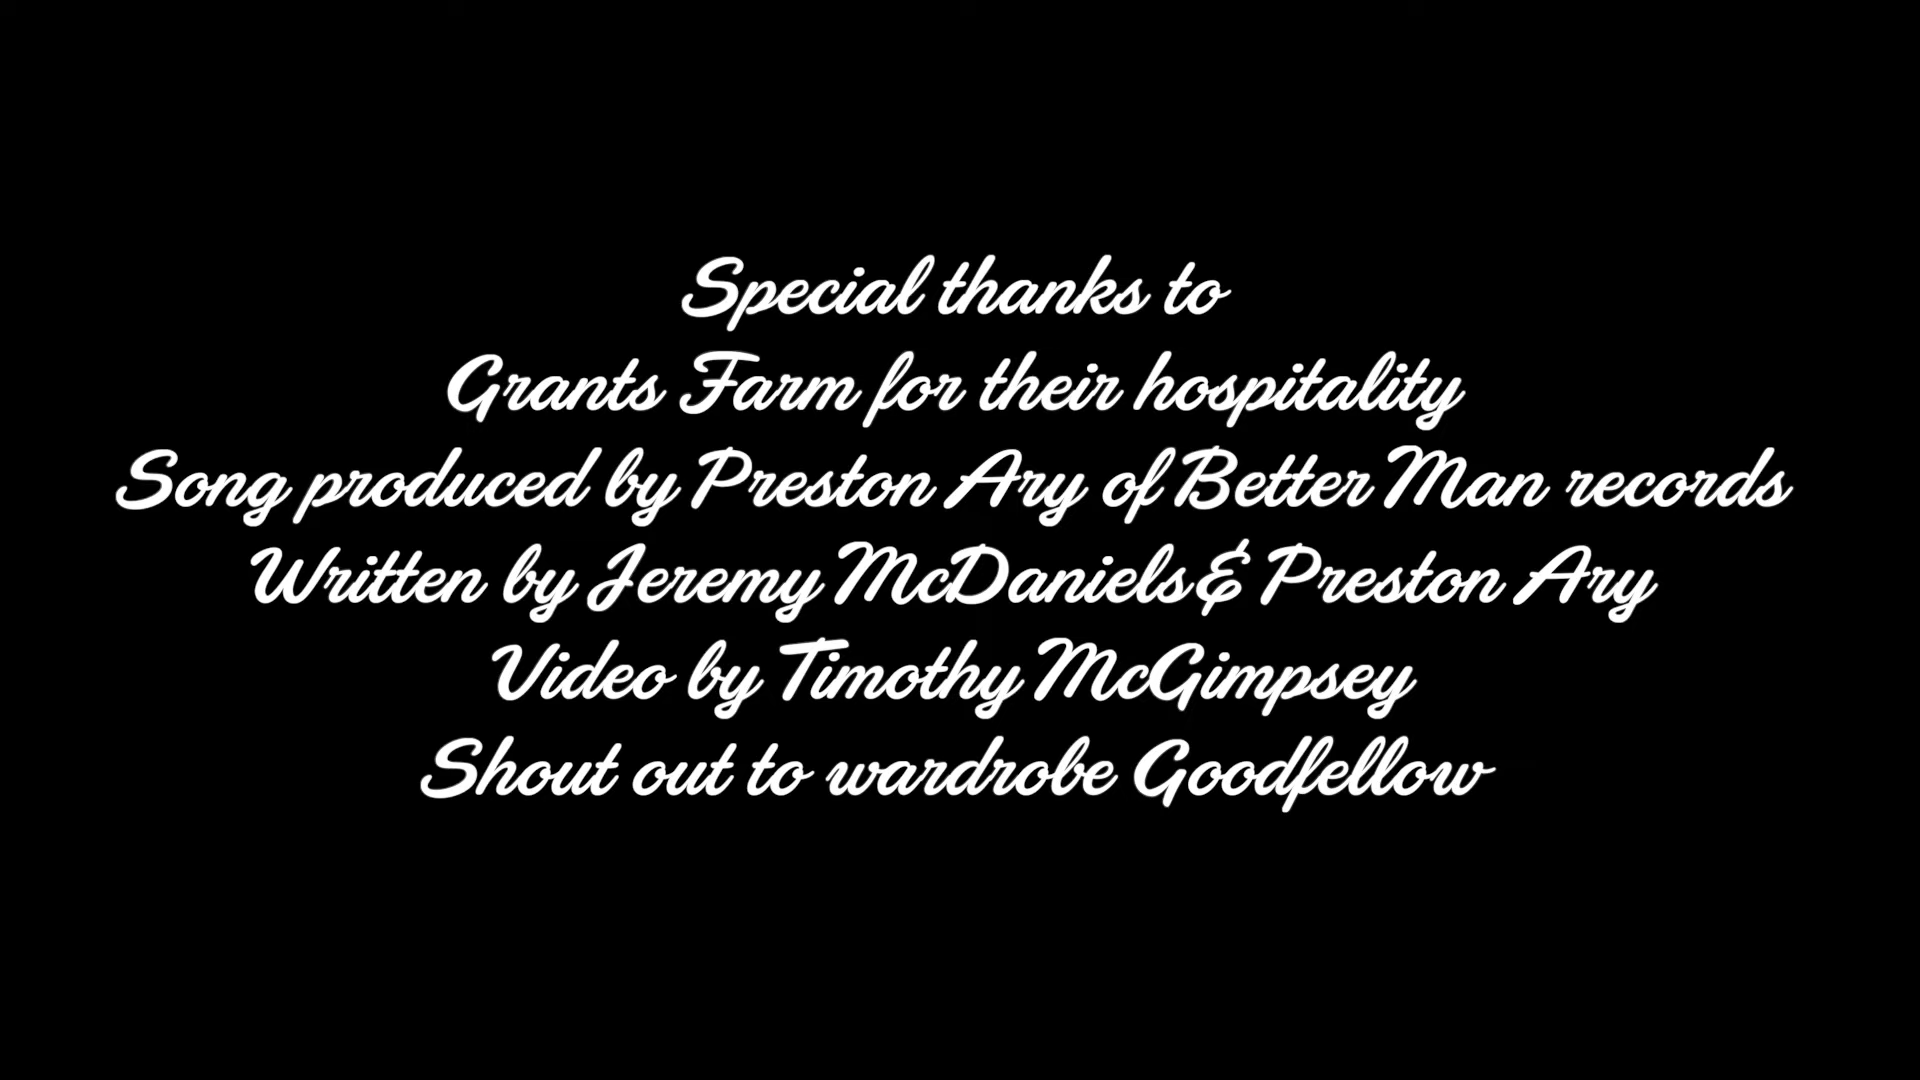 Special thanks to
Grants Farm for their hospitality
Song produced by Preston Ary of Better Man records
Written by Jeremy McDaniels& Preston Ary
Video by Timothy McGimpsey
Shout out to wardrobe Goodfellow